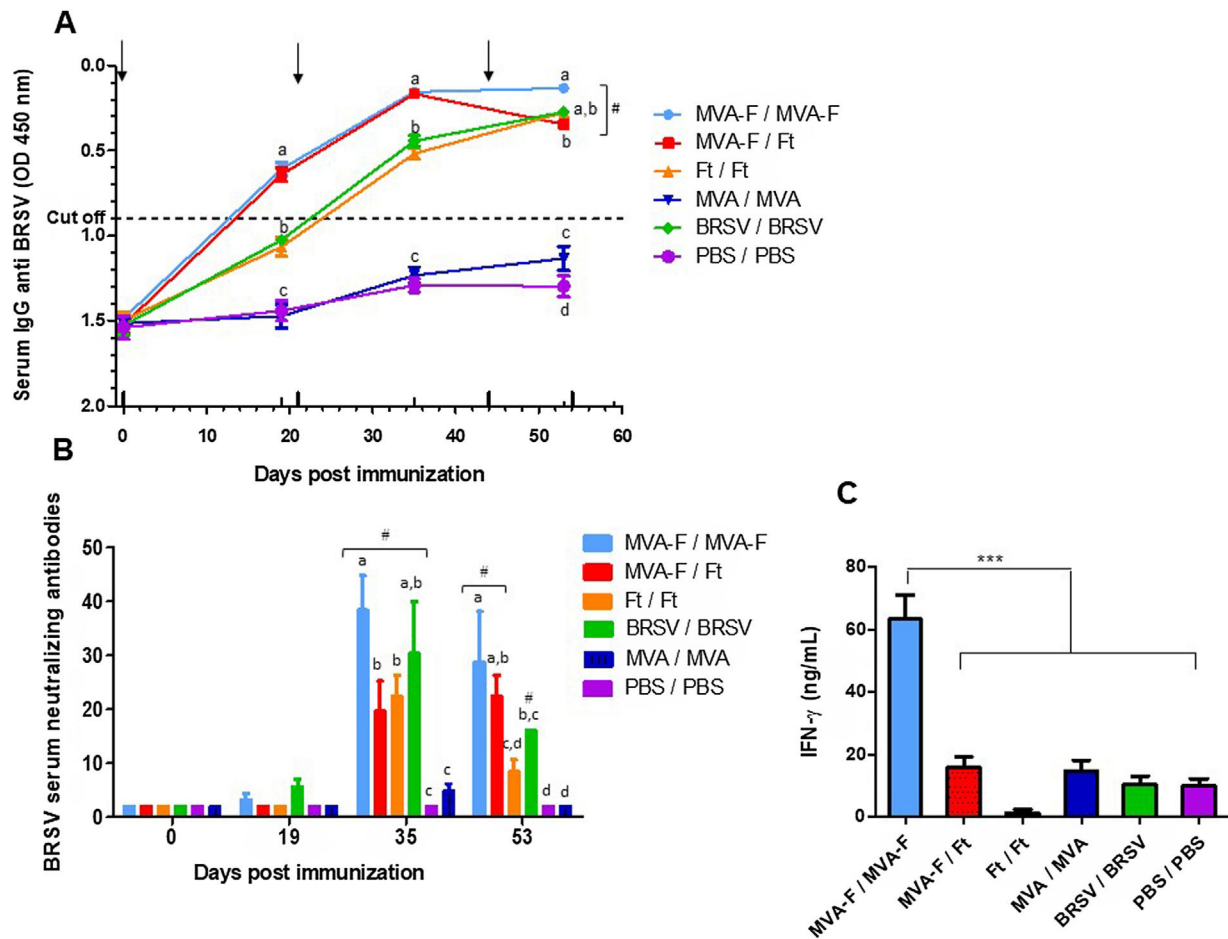 A
Serum IgG anti BRSV (OD 450 nm)
0.0
0.5
Cut off
1.0
1.5
2.0
a
a
a
a,b
#
b
b
b
c
c
c
d
0
10
20
30
40
50
60
Days post immunization
MVA-F / MVA-F
MVA-F / Ft
Ft / Ft
MVA / MVA
BRSV / BRSV
PBS / PBS
B
BRSV serum neutralizing antibodies
50
40
30
20
10
0
#
a
b
b
a,b
c
c
#
a
a,b
c,d
#
b,c
d
d
0
19
35
53
Days post immunization
MVA-F / MVA-F
MVA-F / Ft
Ft / Ft
BRSV / BRSV
MVA / MVA
PBS / PBS
C
IFN-γ (ng/mL)
80
60
40
20
0
***
MVA-F / MVA-F
MVA-F / Ft
Ft / Ft
MVA / MVA
BRSV / BRSV
PBS / PBS